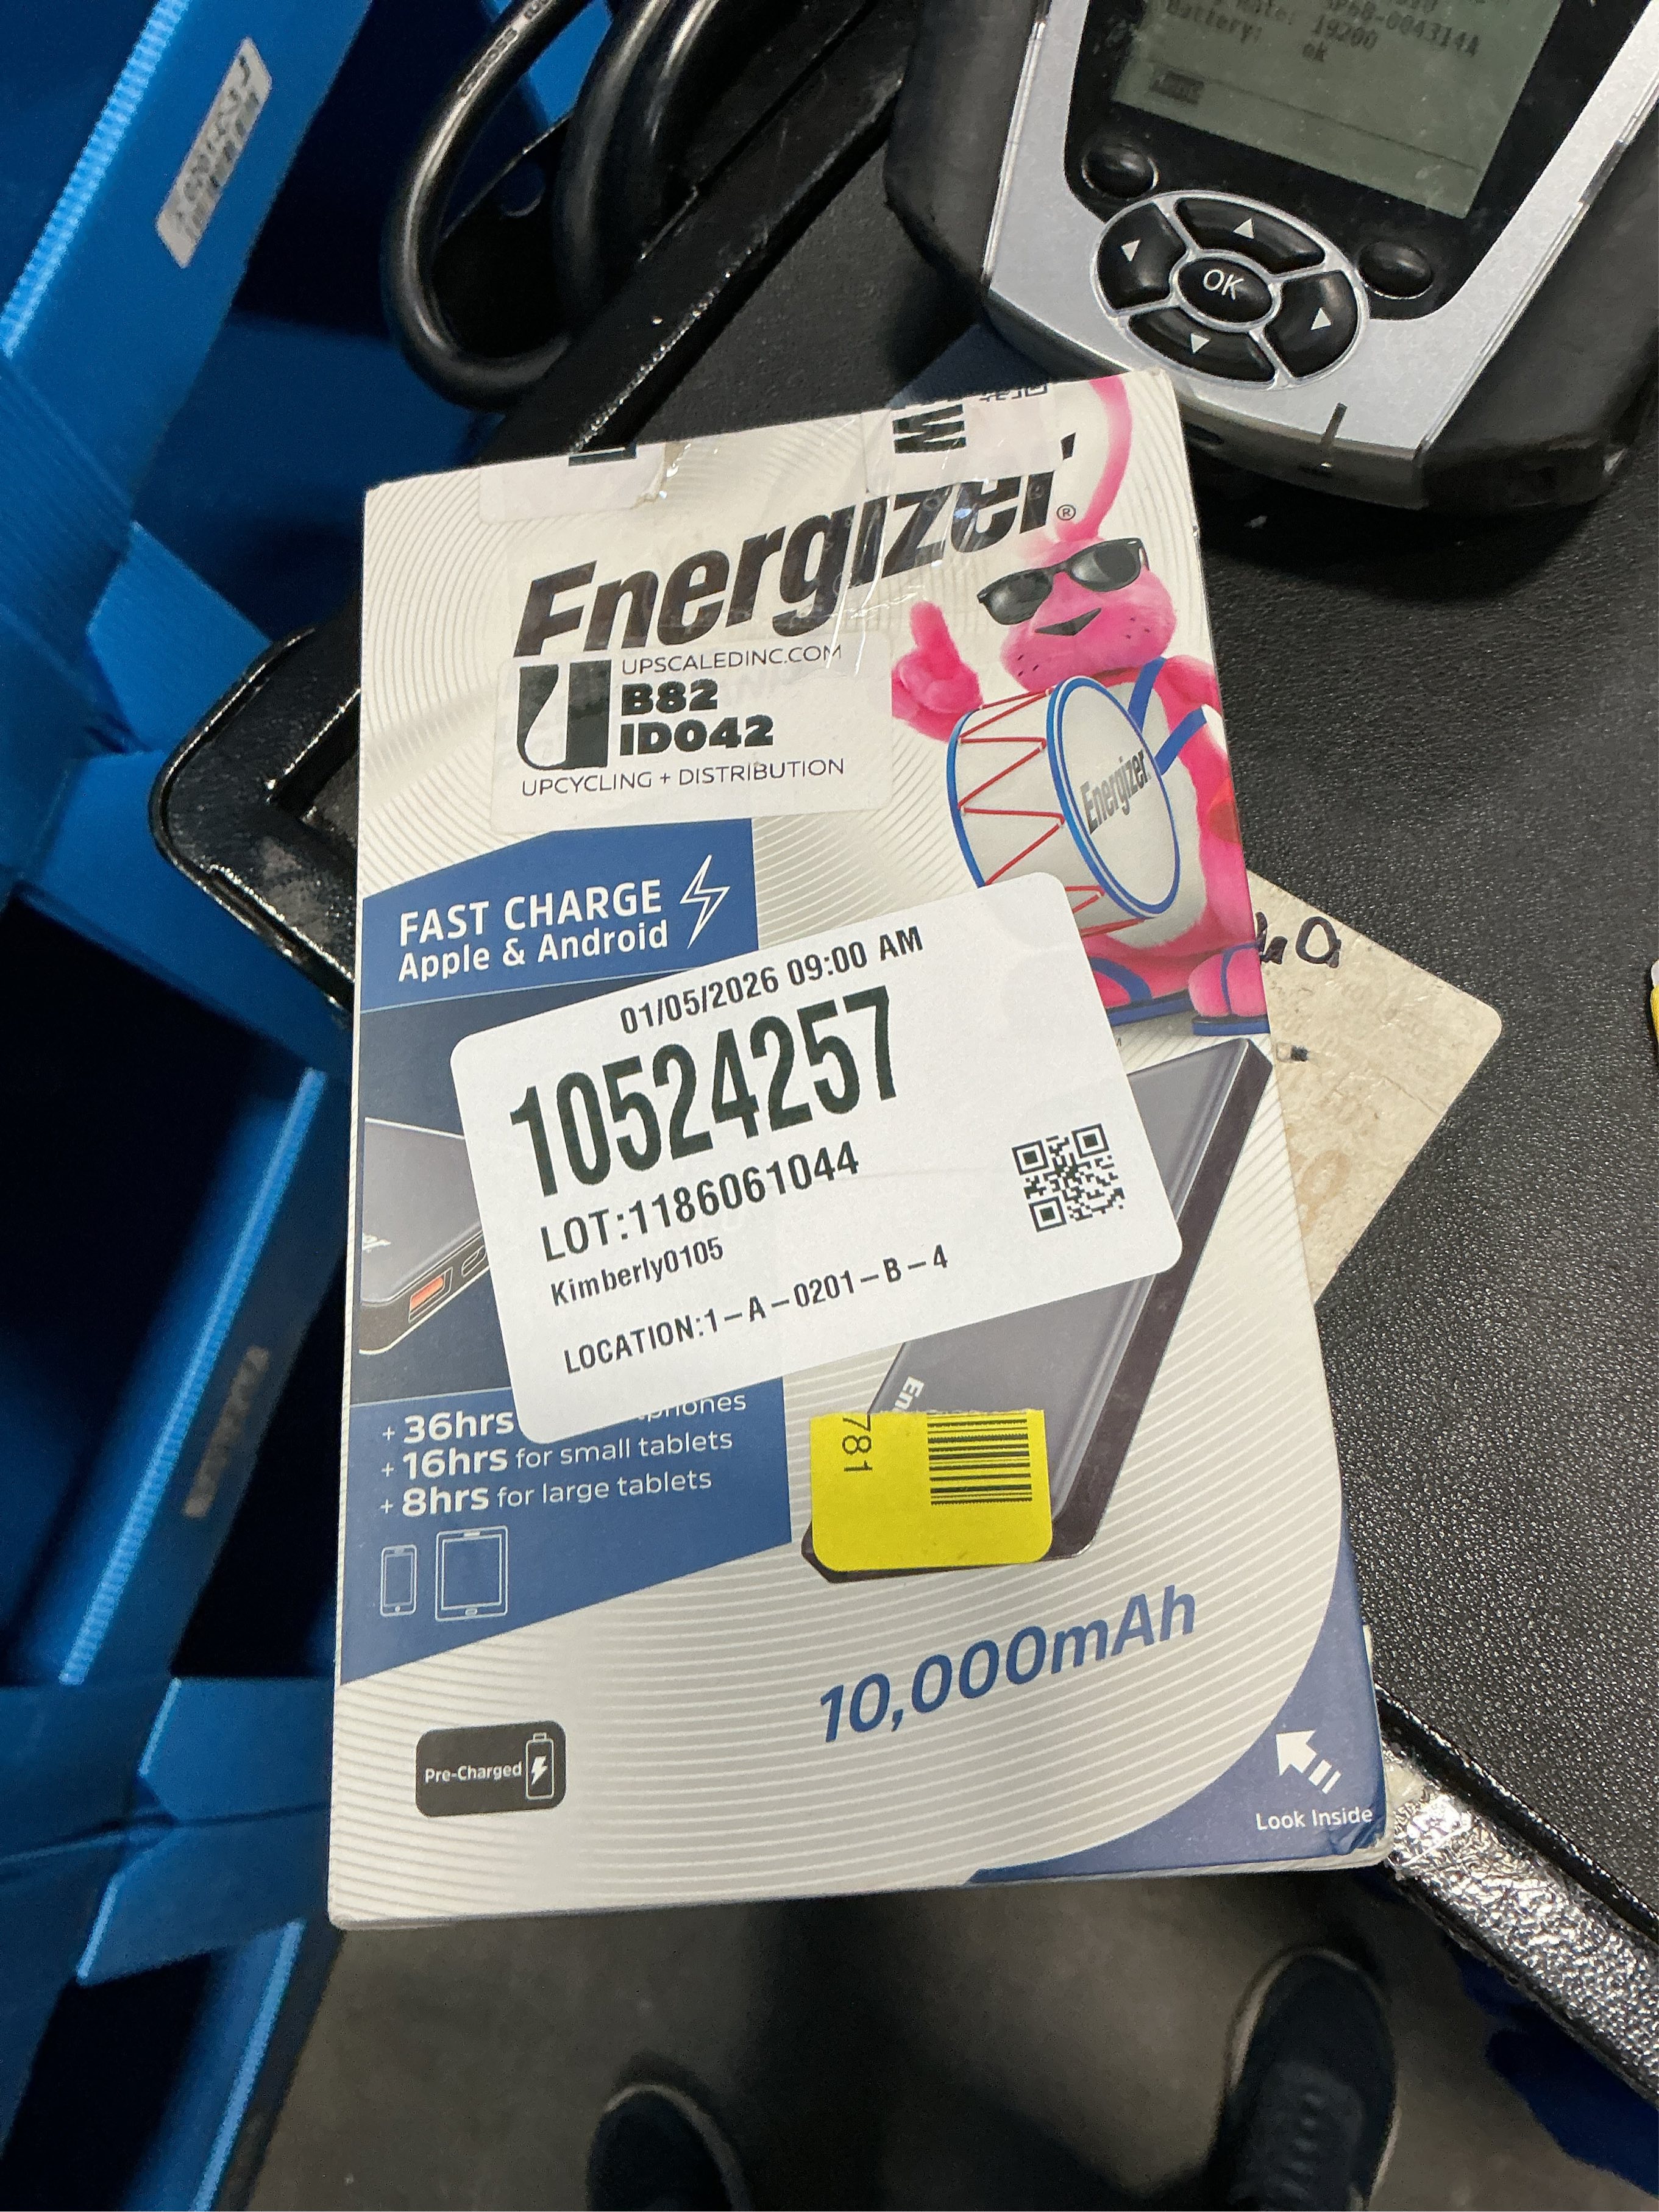 Battery: 19200
ok
OK
Energizer®
UPSCALEDINC.COM
B82
ID042
UPCYCLING + DISTRIBUTION
Energizer
FAST CHARGE
Apple & Android
01/05/2026 09:00 AM
10524257
LOT:1186061044
Kimberly0105
LOCATION:1-A-0201-B-4
+ 36hrs
+ 16hrs for small tablets
+ 8hrs for large tablets
781
10,000mAh
Pre-Charged
Look Inside